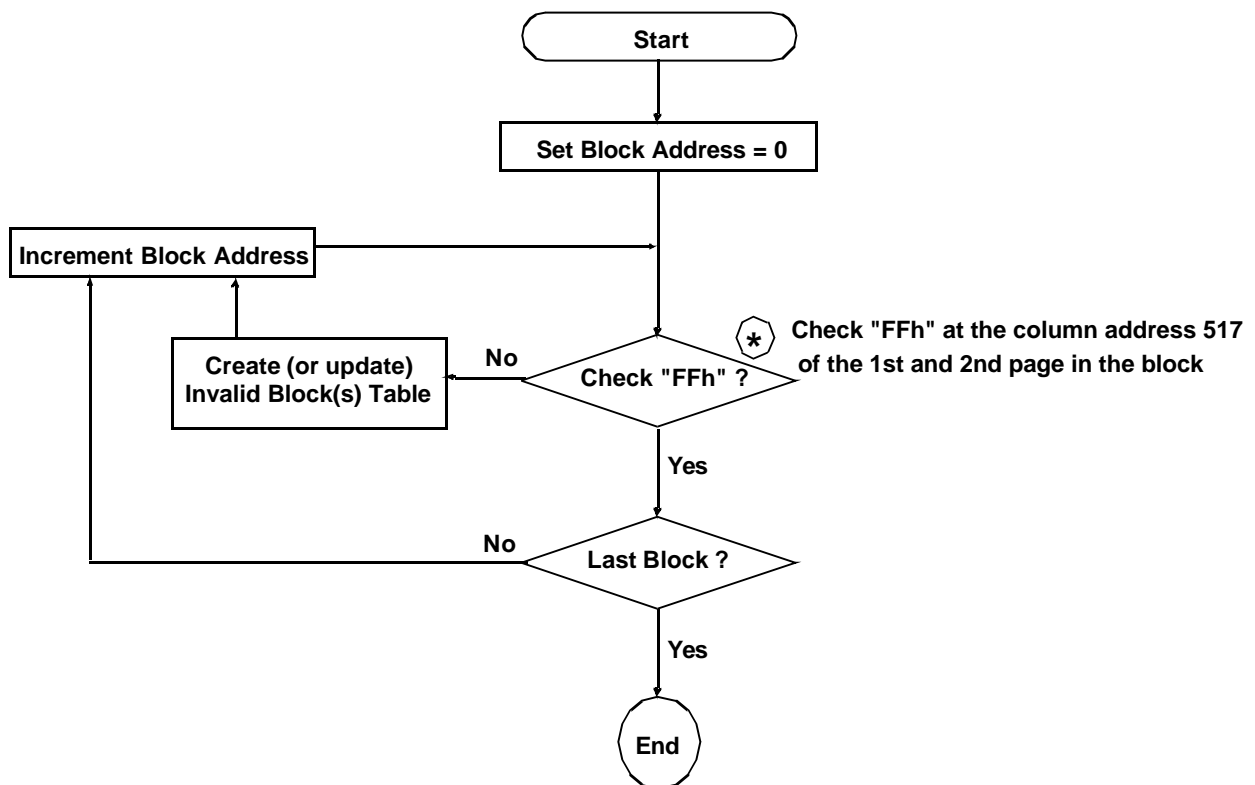 Start
Set Block Address = 0
Increment Block Address
* Check "FFh" at the column address 517
of the 1st and 2nd page in the block
No
Create (or update)
Invalid Block(s) Table
Check "FFh" ?
Yes
No
Last Block ?
Yes
End